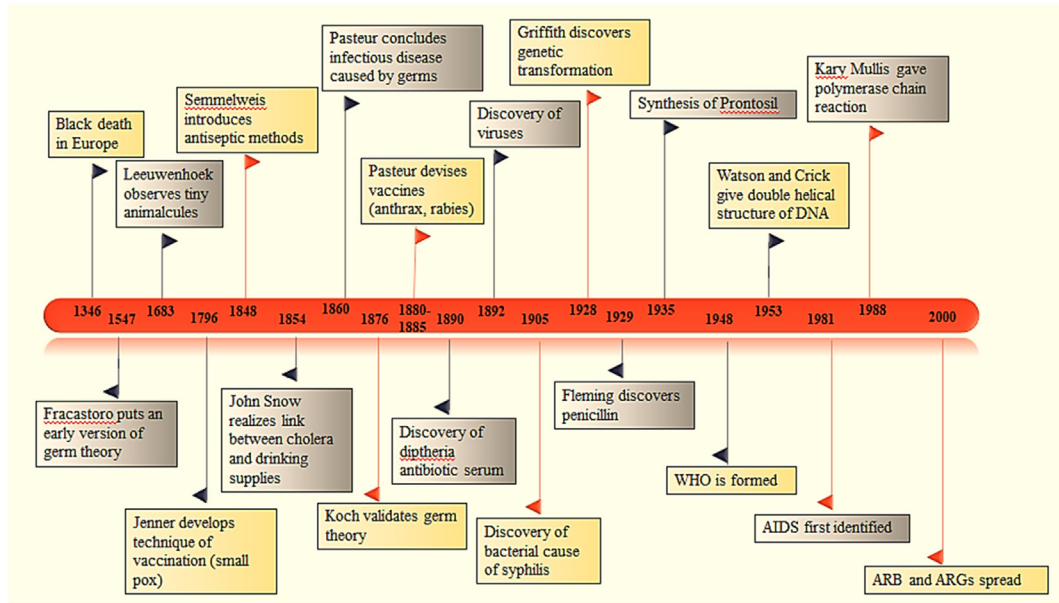 Black death
in Europe
Leeuwenhoek
observes tiny
animalcules
Semmelweis
introduces
antiseptic methods
Pasteur concludes
infectious disease
caused by germs
Pasteur devises
vaccines
(anthrax, rabies)
Discovery of
viruses
Griffith discovers
genetic
transformation
Synthesis of Prontosil
Watson and Crick
give double helical
structure of DNA
Kary Mullis gave
polymerase chain
reaction
1346
1547
1683
1796
1848
1854
1860
1876
1880-
1885
1890
1892
1905
1928
1929
1935
1948
1953
1981
1988
2000
Fracastoro puts an
early version of
germ theory
Jenner develops
technique of
vaccination (small
pox)
John Snow
realizes link
between cholera
and drinking
supplies
Koch validates germ
theory
Discovery of
diptheria
antibiotic serum
Discovery of
bacterial cause
of syphilis
Fleming discovers
penicillin
WHO is formed
AIDS first identified
ARB and ARGs spread